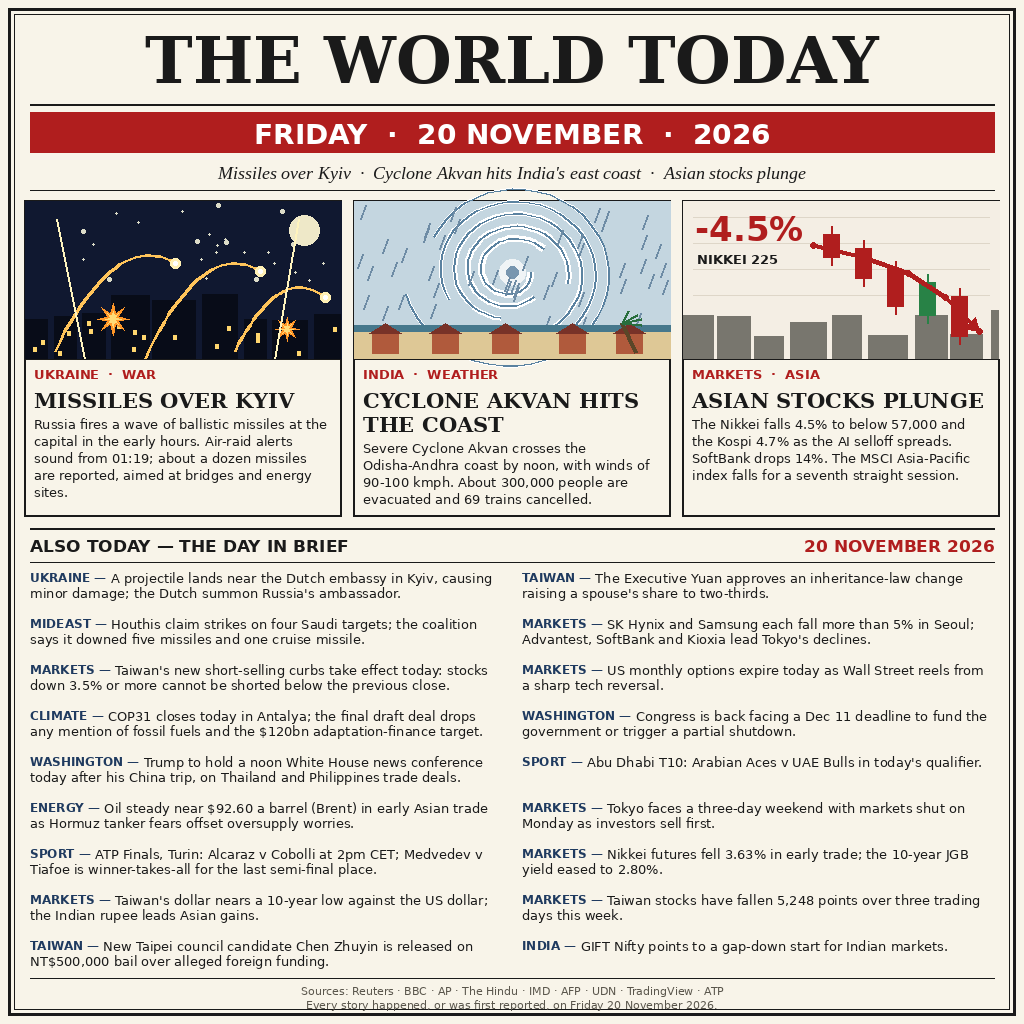 THE WORLD TODAY
FRIDAY · 20 NOVEMBER · 2026
Missiles over Kyiv · Cyclone Akvan hits India's east coast · Asian stocks plunge
-4.5%
NIKKEI 225
UKRAINE · WAR
MISSILES OVER KYIV
Russia fires a wave of ballistic missiles at the
capital in the early hours. Air-raid alerts
sound from 01:19; about a dozen missiles
are reported, aimed at bridges and energy
sites.
INDIA · WEATHER
CYCLONE AKVAN HITS
THE COAST
Severe Cyclone Akvan crosses the
Odisha-Andhra coast by noon, with winds of
90-100 kmph. About 300,000 people are
evacuated and 69 trains cancelled.
MARKETS · ASIA
ASIAN STOCKS PLUNGE
The Nikkei falls 4.5% to below 57,000 and
the Kospi 4.7% as the AI selloff spreads.
SoftBank drops 14%. The MSCI Asia-Pacific
index falls for a seventh straight session.
ALSO TODAY — THE DAY IN BRIEF
20 NOVEMBER 2026
UKRAINE — A projectile lands near the Dutch embassy in Kyiv, causing
minor damage; the Dutch summon Russia's ambassador.
MIDEAST — Houthis claim strikes on four Saudi targets; the coalition
says it downed five missiles and one cruise missile.
MARKETS — Taiwan's new short-selling curbs take effect today: stocks
down 3.5% or more cannot be shorted below the previous close.
CLIMATE — COP31 closes today in Antalya; the final draft deal drops
any mention of fossil fuels and the $120bn adaptation-finance target.
WASHINGTON — Trump to hold a noon White House news conference
today after his China trip, on Thailand and Philippines trade deals.
ENERGY — Oil steady near $92.60 a barrel (Brent) in early Asian trade
as Hormuz tanker fears offset oversupply worries.
SPORT — ATP Finals, Turin: Alcaraz v Cobolli at 2pm CET; Medvedev v
Tiafoe is winner-takes-all for the last semi-final place.
MARKETS — Taiwan's dollar nears a 10-year low against the US dollar;
the Indian rupee leads Asian gains.
TAIWAN — New Taipei council candidate Chen Zhuyin is released on
NT$500,000 bail over alleged foreign funding.
TAIWAN — The Executive Yuan approves an inheritance-law change
raising a spouse's share to two-thirds.
MARKETS — SK Hynix and Samsung each fall more than 5% in Seoul;
Advantest, SoftBank and Kioxia lead Tokyo's declines.
MARKETS — US monthly options expire today as Wall Street reels from
a sharp tech reversal.
WASHINGTON — Congress is back facing a Dec 11 deadline to fund the
government or trigger a partial shutdown.
SPORT — Abu Dhabi T10: Arabian Aces v UAE Bulls in today's qualifier.
MARKETS — Tokyo faces a three-day weekend with markets shut on
Monday as investors sell first.
MARKETS — Nikkei futures fell 3.63% in early trade; the 10-year JGB
yield eased to 2.80%.
MARKETS — Taiwan stocks have fallen 5,248 points over three trading
days this week.
INDIA — GIFT Nifty points to a gap-down start for Indian markets.
Sources: Reuters · BBC · AP · The Hindu · IMD · AFP · UDN · TradingView · ATP
Every story happened, or was first reported, on Friday 20 November 2026.